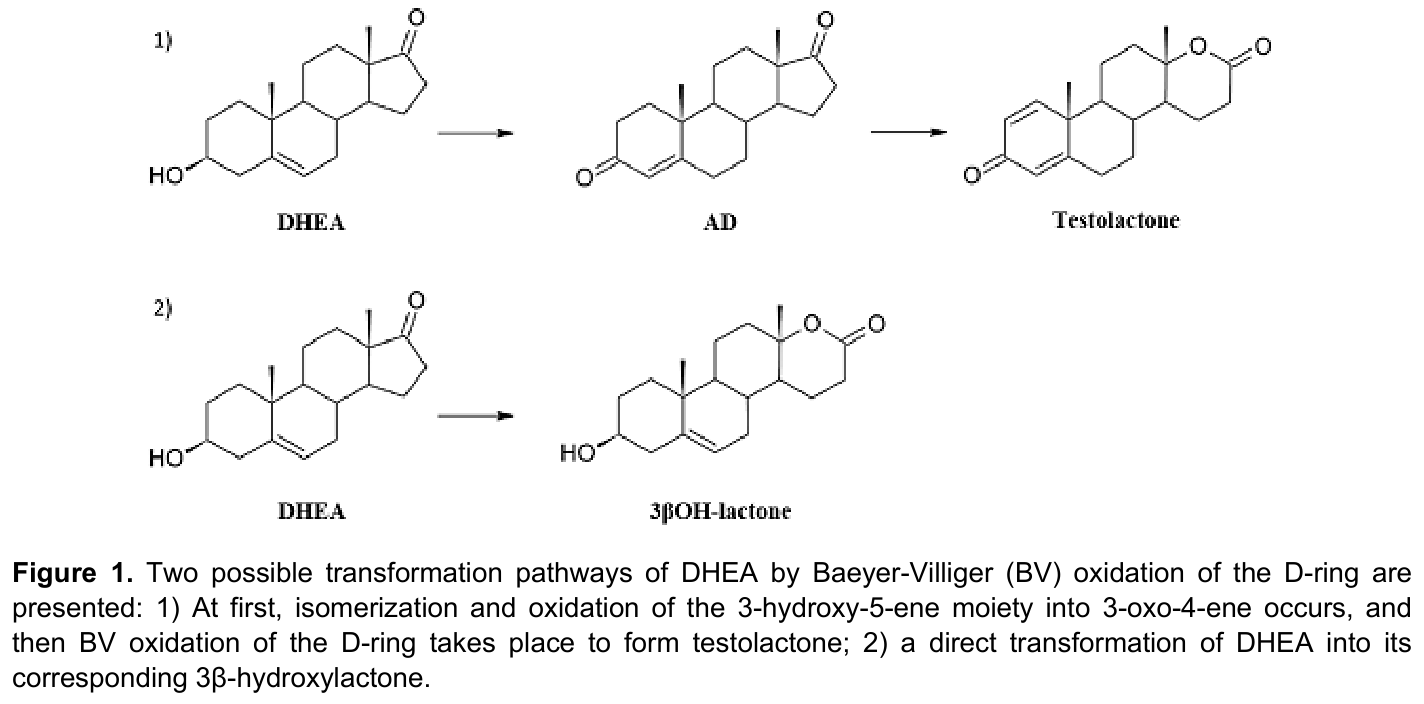 1)
O
O
O
O
HO
O
O
DHEA
AD
Testolactone
2)
O
O
O
HO
HO
DHEA
3βOH-lactone
Figure 1. Two possible transformation pathways of DHEA by Baeyer-Villiger (BV) oxidation of the D-ring are
presented: 1) At first, isomerization and oxidation of the 3-hydroxy-5-ene moiety into 3-oxo-4-ene occurs, and
then BV oxidation of the D-ring takes place to form testolactone; 2) a direct transformation of DHEA into its
corresponding 3β-hydroxylactone.